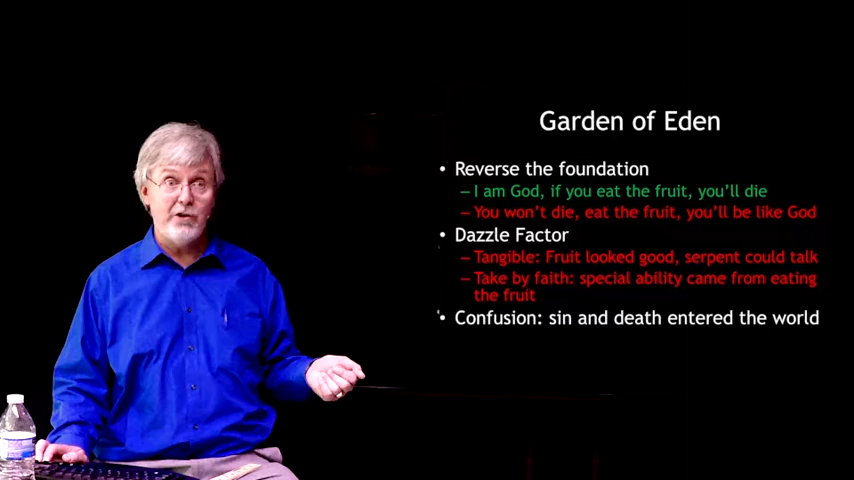 Garden of Eden
• Reverse the foundation
– I am God, if you eat the fruit, you'll die
– You won't die, eat the fruit, you'll be like God
• Dazzle Factor
– Tangible: Fruit looked good, serpent could talk
– Take by faith: special ability came from eating
the fruit
• Confusion: sin and death entered the world